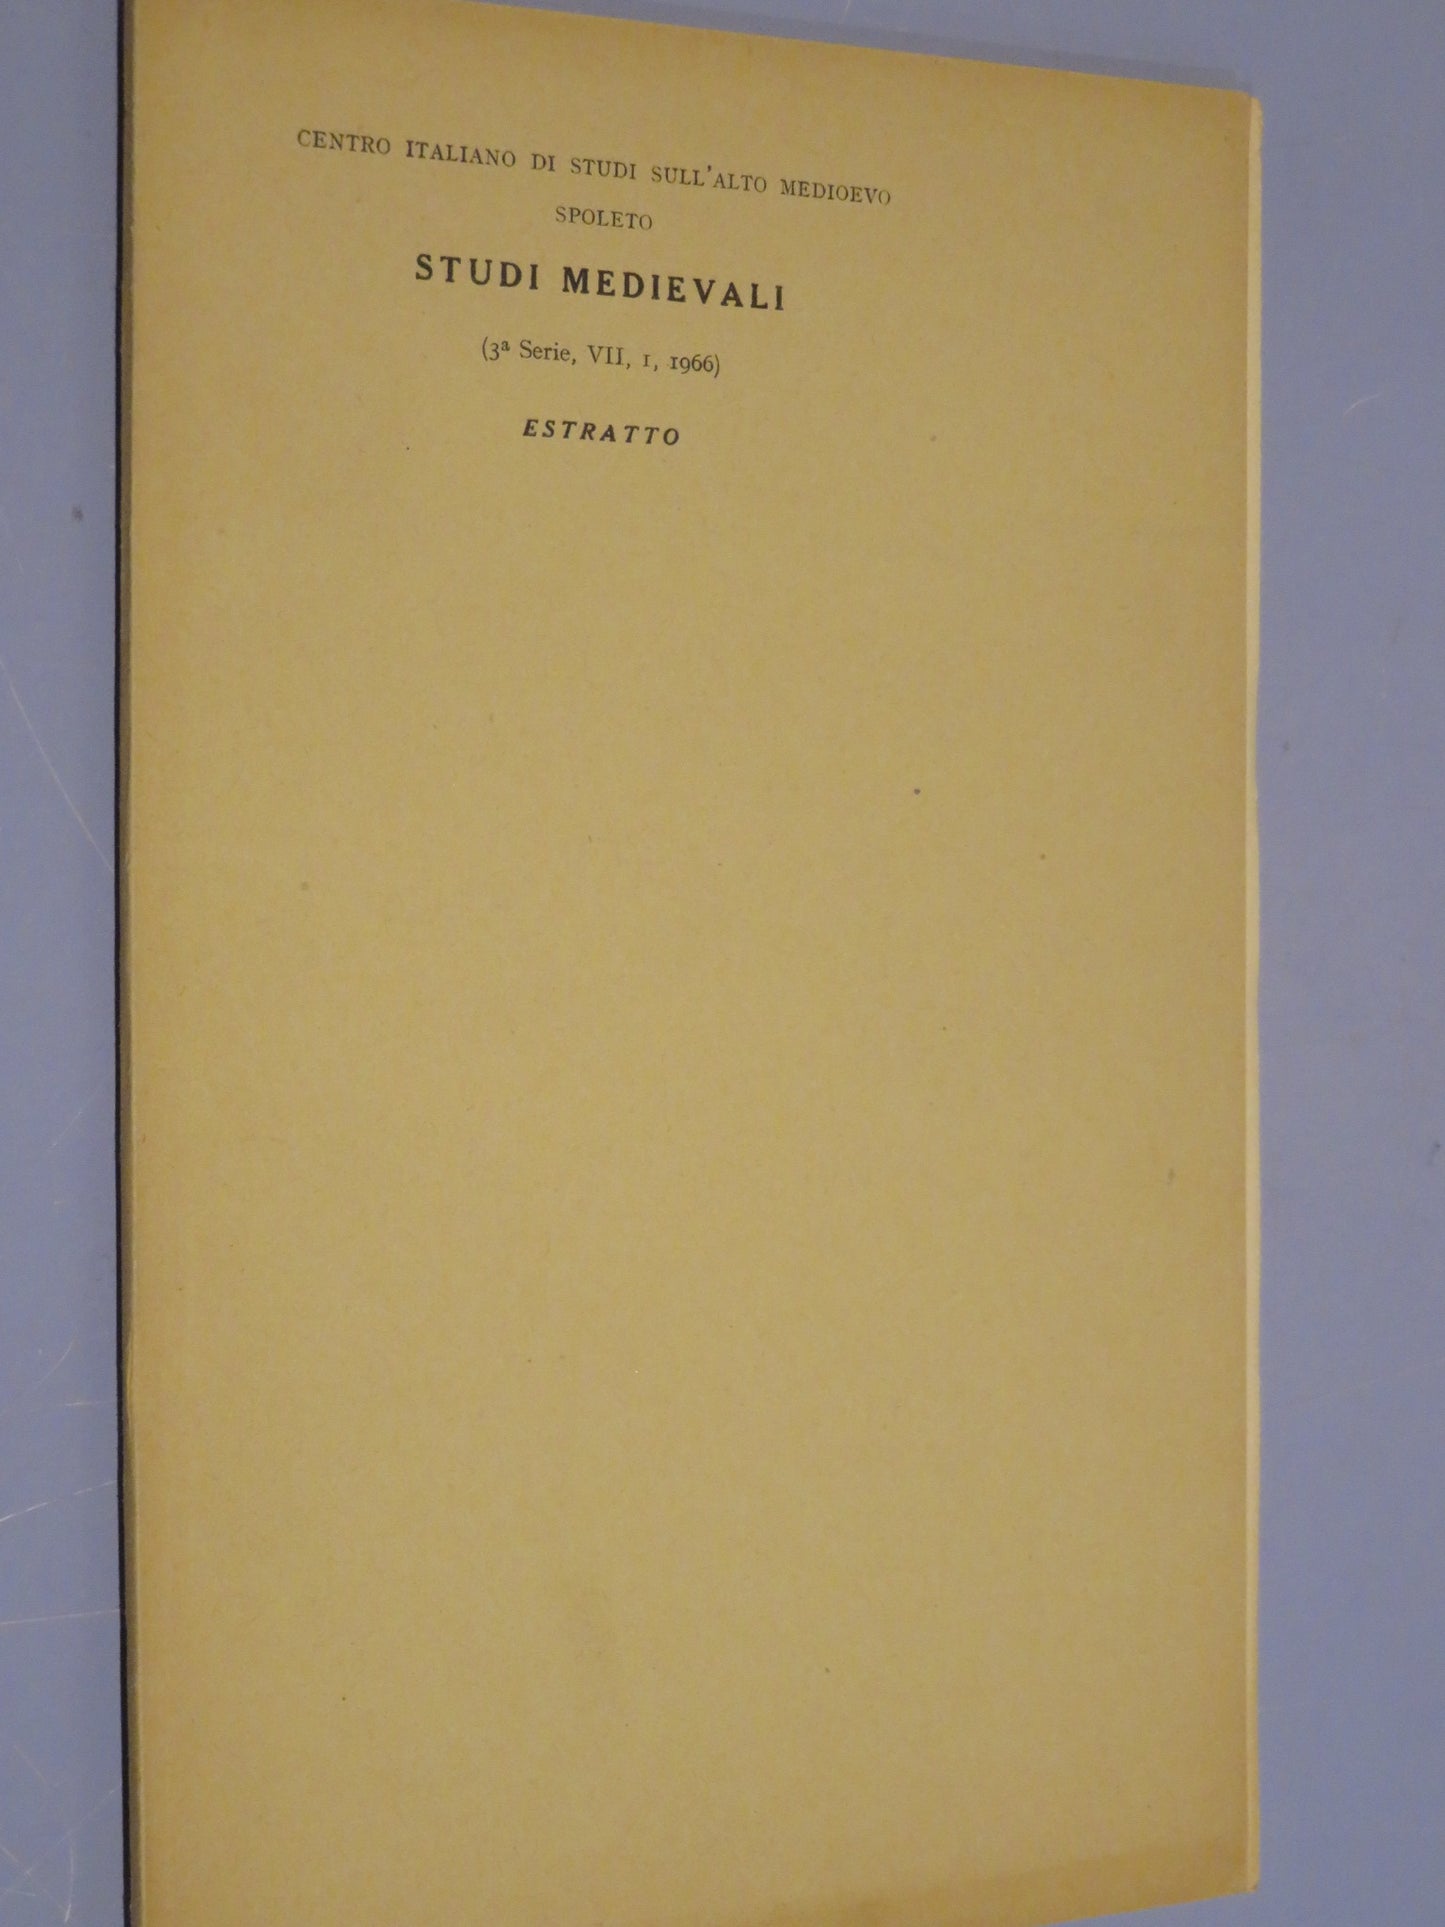 CENTRO ITALIANO DI STUDI SULL'ALTO MEDIOEVO
SPOLETO
STUDI MEDIEVALI
(3ª Serie, VII, 1, 1966)
ESTRATTO